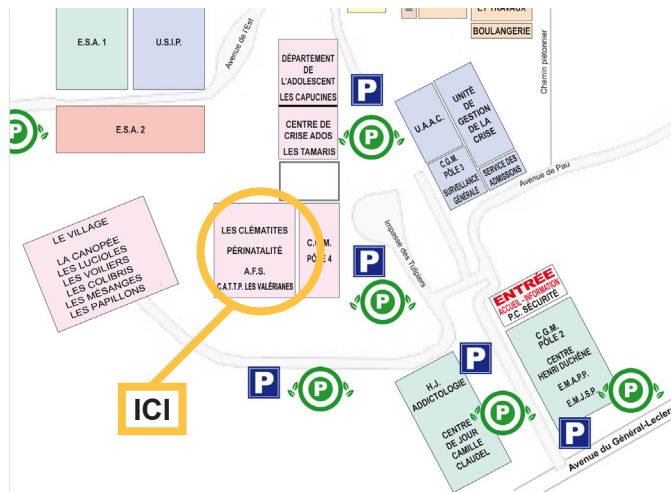 ET TRAVAUX
BOULANGERIE
Chemin piétonnier
E.S.A. 1
U.S.I.P.
Avenue de l'Est
DÉPARTEMENT
DE
L'ADOLESCENT
LES CAPUCINES
P
P
CENTRE DE
CRISE ADOS
LES TAMARIS
U.A.A.C.
UNITÉ
DE
GESTION
DE LA
CRISE
C.G.M.
PÔLE 3
SURVEILLANCE
GÉNÉRALE
SERVICE DES
ADMISSIONS
P
E.S.A. 2
Avenue de Pau
LE VILLAGE
LA CANOPÉE
LES LUCIOLES
LES VOILIERS
LES COLIBRIS
LES MÉSANGES
LES PAPILLONS
LES CLÉMATITES
PÉRINATALITÉ
A.F.S.
C.A.T.T.P. LES VALÉRIANES
C.G.M.
PÔLE 4
Impasse des Tulipiers
P
P
ENTRÉE
ACCUEIL - INFORMATION
P.C. SÉCURITÉ
C.G.M.
PÔLE 2
CENTRE
HENRI DUCHÊNE
E.M.A.P.P.
E.M.J.S.P.
P
P
P
H.J.
ADDICTOLOGIE
CENTRE
DE JOUR
CAMILLE
CLAUDEL
P
P
P
P
ICI
Avenue du Général-Lecler